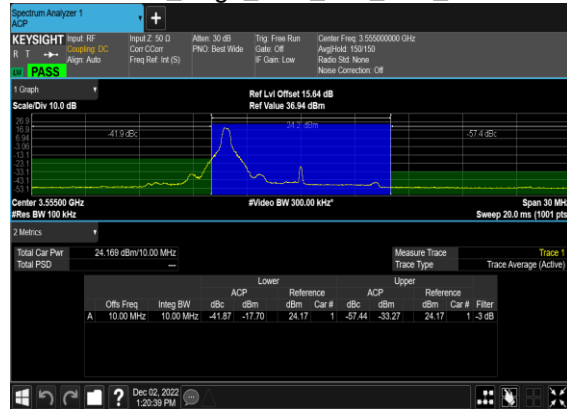 Spectrum Analyzer 1
ACP
+
KEYSIGHT Input: RF Input Z: 50 Ω Atten: 30 dB Trig: Free Run Center Freq: 3.555000000 GHz
R T Coupling: DC Corr CCorr PNO: Best Wide Gate: Off Avg|Hold: 150/150
Align: Auto Freq Ref: Int (S) IF Gain: Low Radio Std: None
PASS Noise Correction: Off
1 Graph Ref Lvl Offset 15.64 dB
Scale/Div 10.0 dB Ref Value 36.94 dBm
26.9
16.9 -41.9 dBc 24.2 dBm -57.4 dBc
6.94
-3.06
-13.1
-23.1
-33.1
-43.1
-53.1
Center 3.55500 GHz #Video BW 300.00 kHz* Span 30 MHz
#Res BW 100 kHz Sweep 20.0 ms (1001 pts
2 Metrics
Total Car Pwr 24.169 dBm/10.00 MHz Measure Trace Trace 1
Total PSD --- Trace Type Trace Average (Active)
Lower Upper
ACP Reference ACP Reference
Offs Freq Integ BW dBc dBm dBm Car # dBc dBm dBm Car # Filter
A 10.00 MHz 10.00 MHz -41.87 -17.70 24.17 1 -57.44 -33.27 24.17 1 -3 dB
? Dec 02, 2022
1:20:39 PM